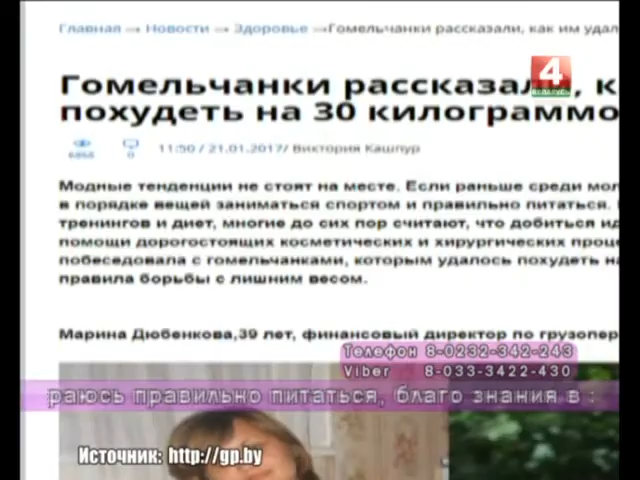 Главная → Новости → Здоровье →Гомельчанки рассказали, как им удал
4
БЕЛАРУСЬ
Гомельчанки рассказали, к
похудеть на 30 килограммо
6868 0 11:50 / 21.01.2017/ Виктория Кашпур
Модные тенденции не стоят на месте. Если раньше среди мол
в порядке вещей заниматься спортом и правильно питаться.
тренингов и диет, многие до сих пор считают, что добиться ид
помощи дорогостоящих косметических и хирургических проце
побеседовала с гомельчанками, которым удалось похудеть на
правила борьбы с лишним весом.
Марина Дюбенкова,39 лет, финансовый директор по грузопер
Телефон 8-0232-342-243
Viber 8-033-3422-430
раюсь правильно питаться, благо знания в
Источник: http://gp.by